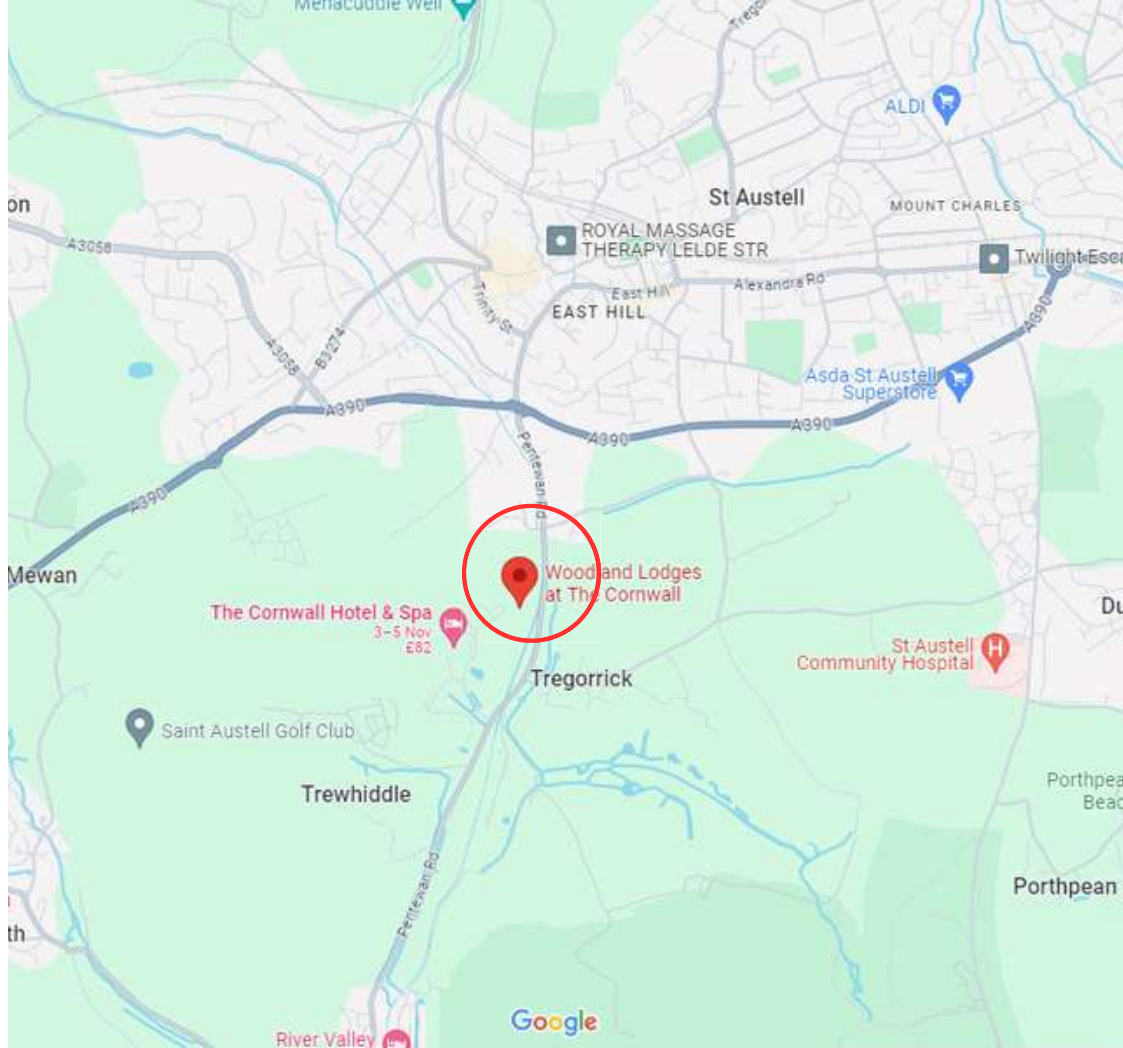 Menacuddle Well
Trego
ALDI
on
St Austell
MOUNT CHARLES
A3058
ROYAL MASSAGE
THERAPY LELDE STR
Twilight Esca
Alexandra Rd
East Hill
Trinity St
EAST HILL
A390
A3058
B3274
Asda St Austell
Superstore
A390
A390
A390
Pentewan Rd
A390
Mewan
Woodland Lodges
at The Cornwall
The Cornwall Hotel & Spa
3–5 Nov
£82
Du
St Austell
Community Hospital
Tregorrick
Saint Austell Golf Club
Trewhiddle
Porthpea
Beac
Pentewan Rd
Porthpean
th
Google
River Valley